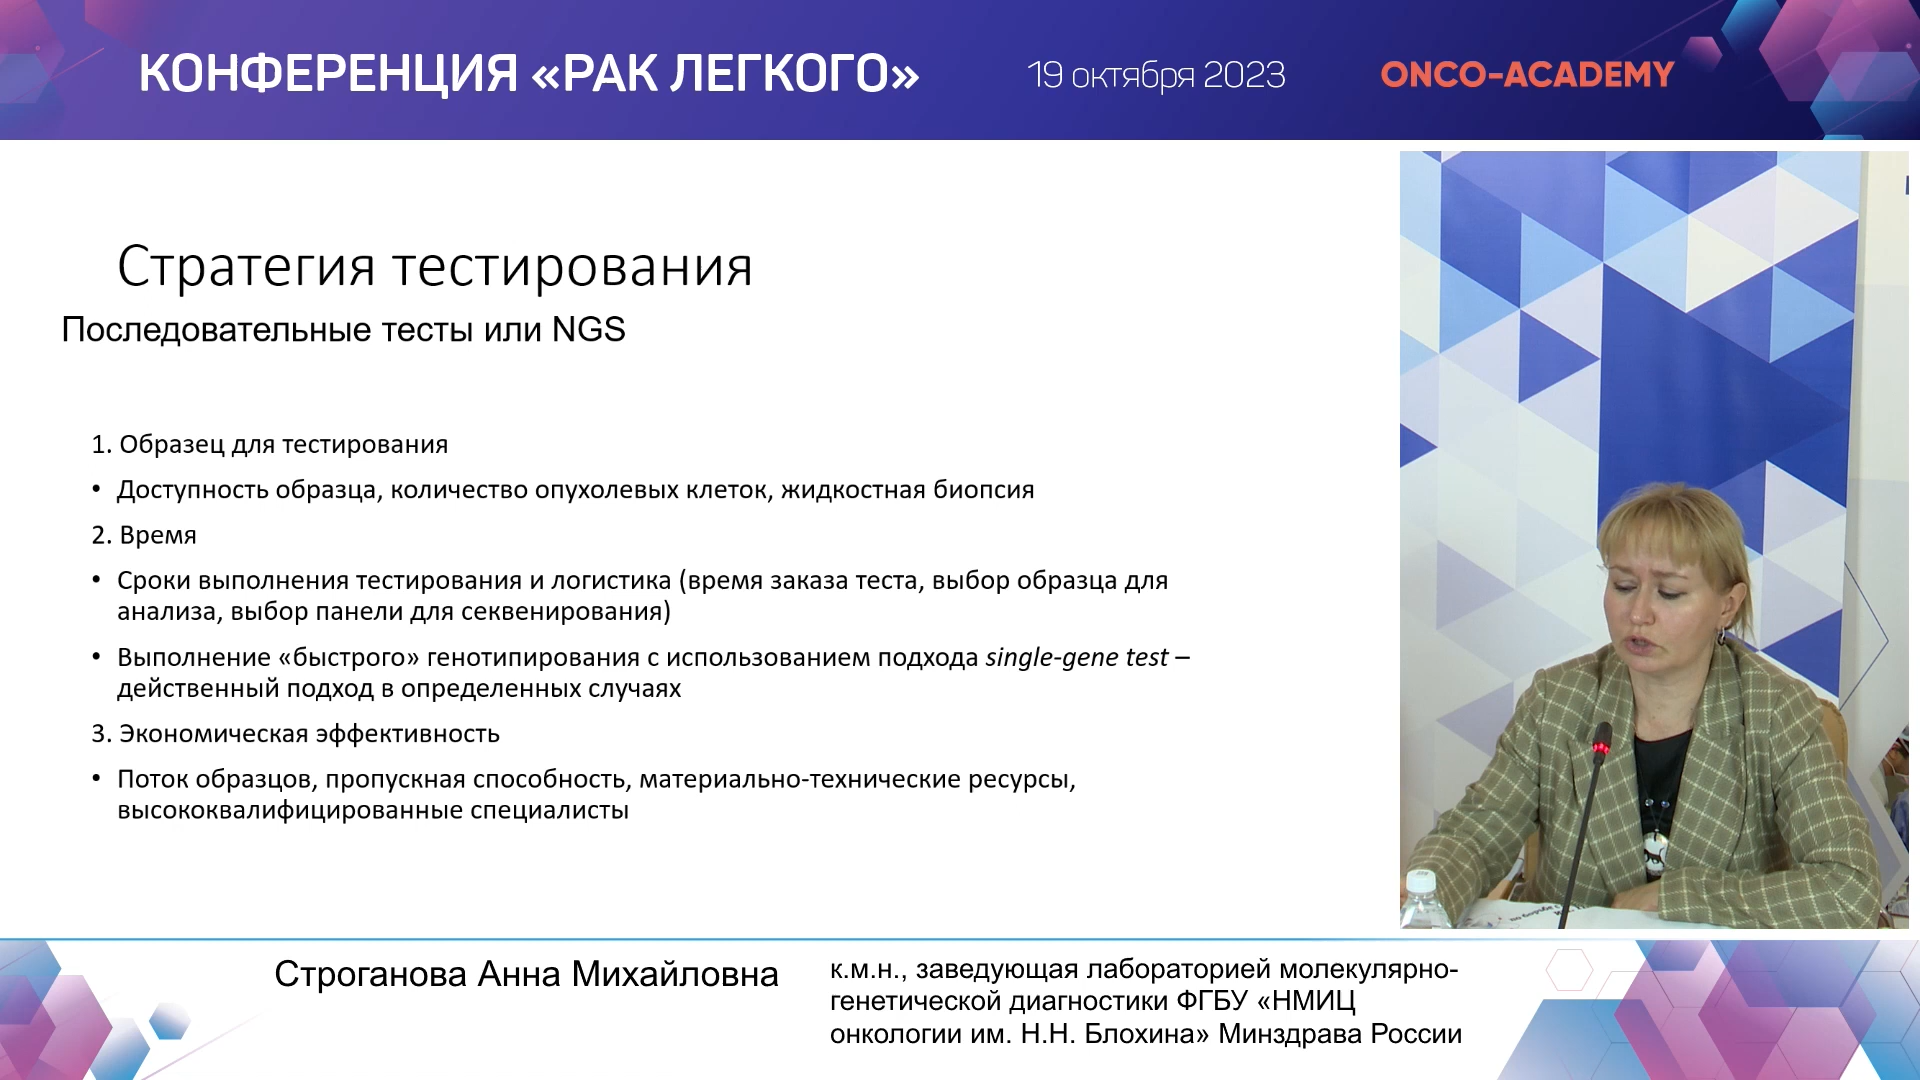 КОНФЕРЕНЦИЯ «РАК ЛЕГКОГО»
19 октября 2023
ONCO-ACADEMY
Стратегия тестирования
Последовательные тесты или NGS
1. Образец для тестирования
• Доступность образца, количество опухолевых клеток, жидкостная биопсия
2. Время
• Сроки выполнения тестирования и логистика (время заказа теста, выбор образца для
анализа, выбор панели для секвенирования)
• Выполнение «быстрого» генотипирования с использованием подхода single-gene test –
действенный подход в определенных случаях
3. Экономическая эффективность
• Поток образцов, пропускная способность, материально-технические ресурсы,
высококвалифицированные специалисты
Строганова Анна Михайловна
к.м.н., заведующая лабораторией молекулярно-
генетической диагностики ФГБУ «НМИЦ
онкологии им. Н.Н. Блохина» Минздрава России